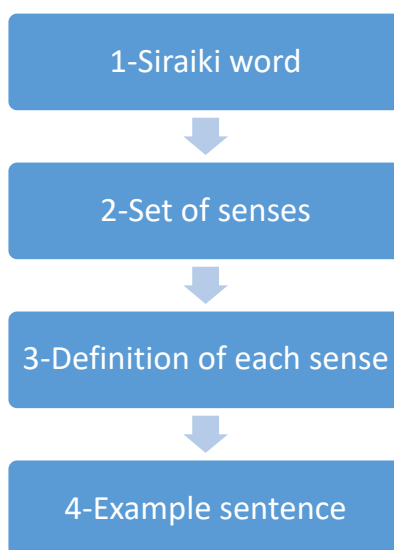 1-Siraiki word
2-Set of senses
3-Definition of each sense
4-Example sentence